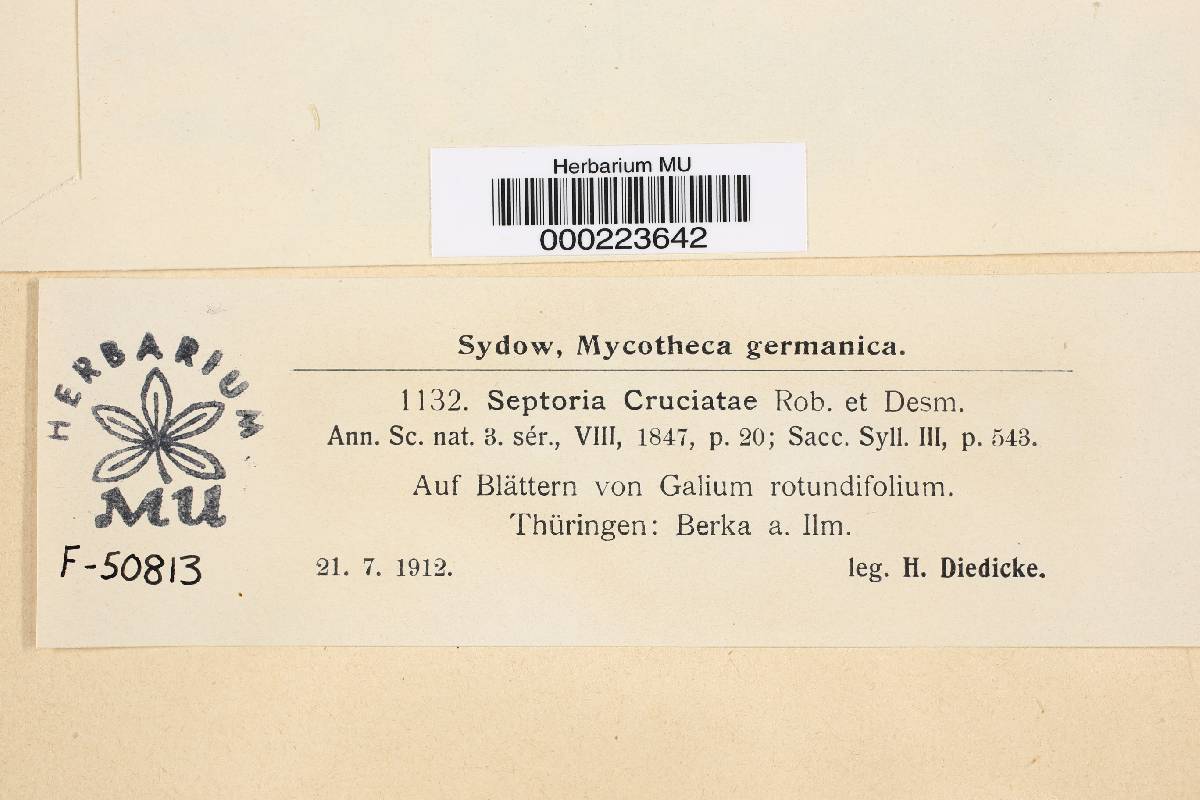 Herbarium MU
000223642
HERBARIUM
MU
F-50813
Sydow, Mycotheca germanica.
1132. Septoria Cruciatae Rob. et Desm.
Ann. Sc. nat. 3. sér., VIII, 1847, p. 20; Sacc. Syll. III, p. 543.
Auf Blättern von Galium rotundifolium.
Thüringen: Berka a. Ilm.
21. 7. 1912. leg. H. Diedicke.